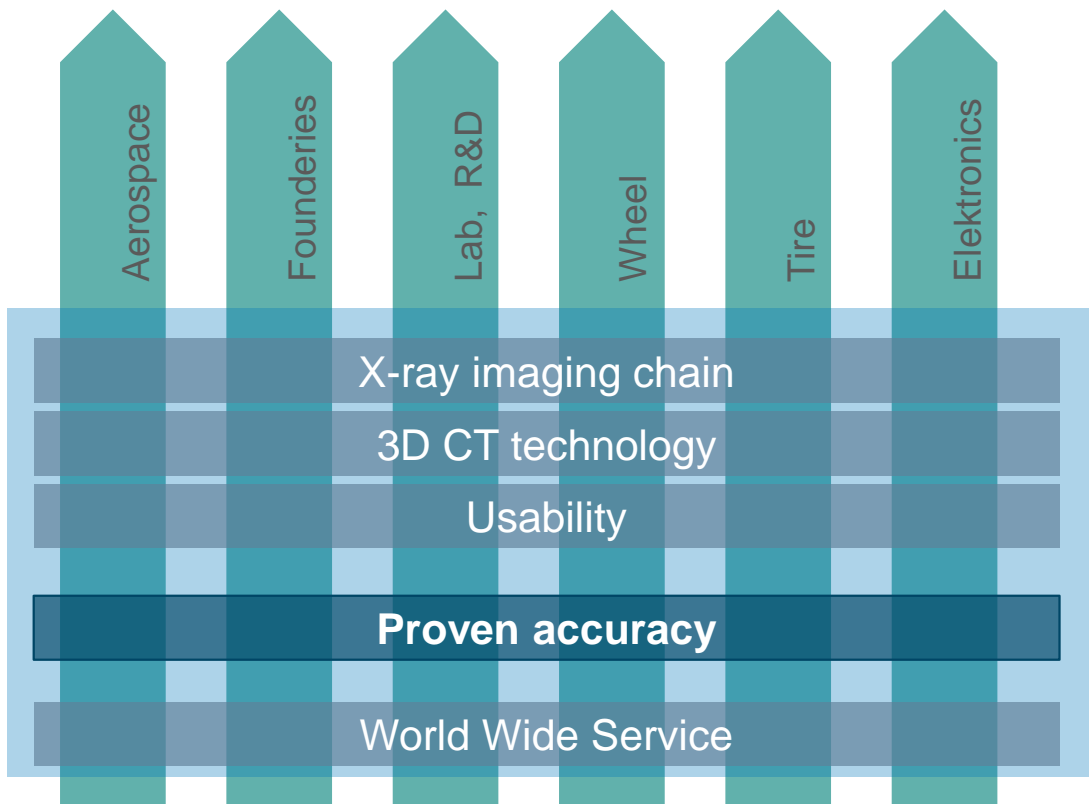 Aerospace
Founderies
Lab, R&D
Wheel
Tire
Elektronics
X-ray imaging chain
3D CT technology
Usability
Proven accuracy
World Wide Service